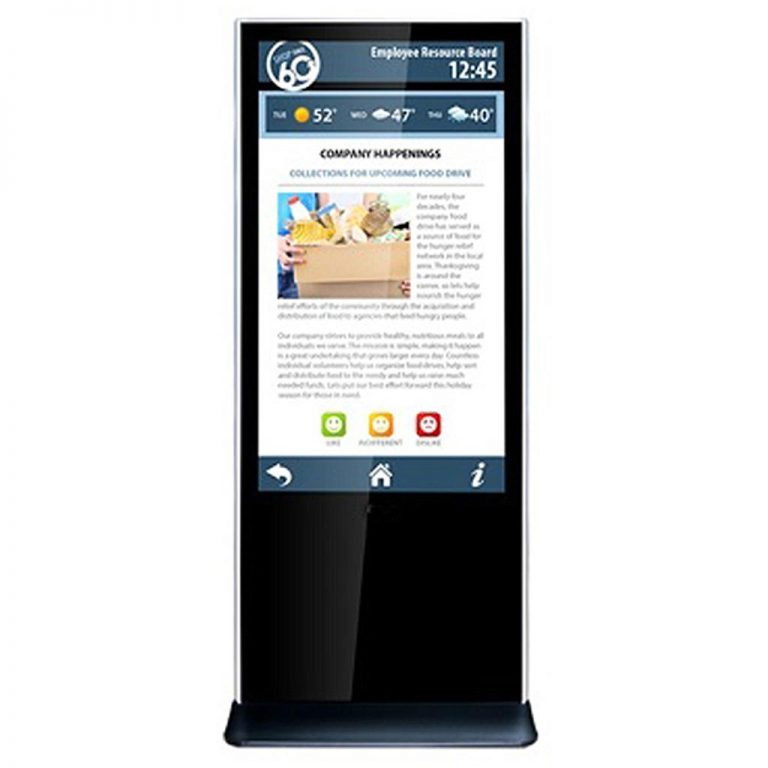 SHOP
60
Employee Resource Board
12:45
TUE 52° WED 47° THU 40°
COMPANY HAPPENINGS
COLLECTIONS FOR UPCOMING FOOD DRIVE
For nearly four
decades, the
company food
drive has served as
a source of food for
the hunger relief
network in the local
area. Thanksgiving
is around the
corner, so lets help
nourish the hunger
relief efforts of the community through the acquisition and
distribution of food to agencies that feed hungry people.
Our company strives to provide healthy, nutritious meals to all
individuals we serve. The mission is simple, making it happen
is a great undertaking that grows larger every day. Countless
individual volunteers help us organize food drives, help sort
and distribute food to the needy and help us raise much
needed funds. Lets put our best effort forward this holiday
season for those in need.
LIKE INDIFFERENT DISLIKE
i